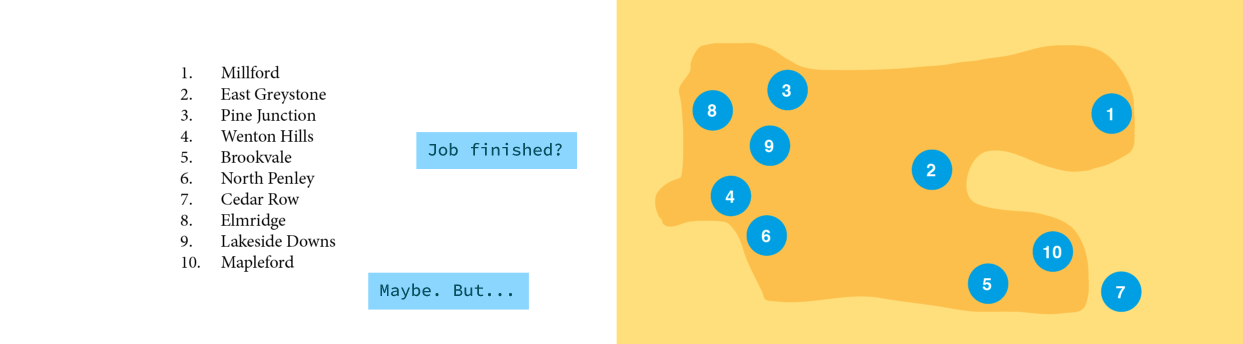 1. Millford
2. East Greystone
3. Pine Junction
4. Wenton Hills
5. Brookvale
6. North Penley
7. Cedar Row
8. Elmridge
9. Lakeside Downs
10. Mapleford
Job finished?
Maybe. But...
3
8
1
9
2
4
6
10
5
7